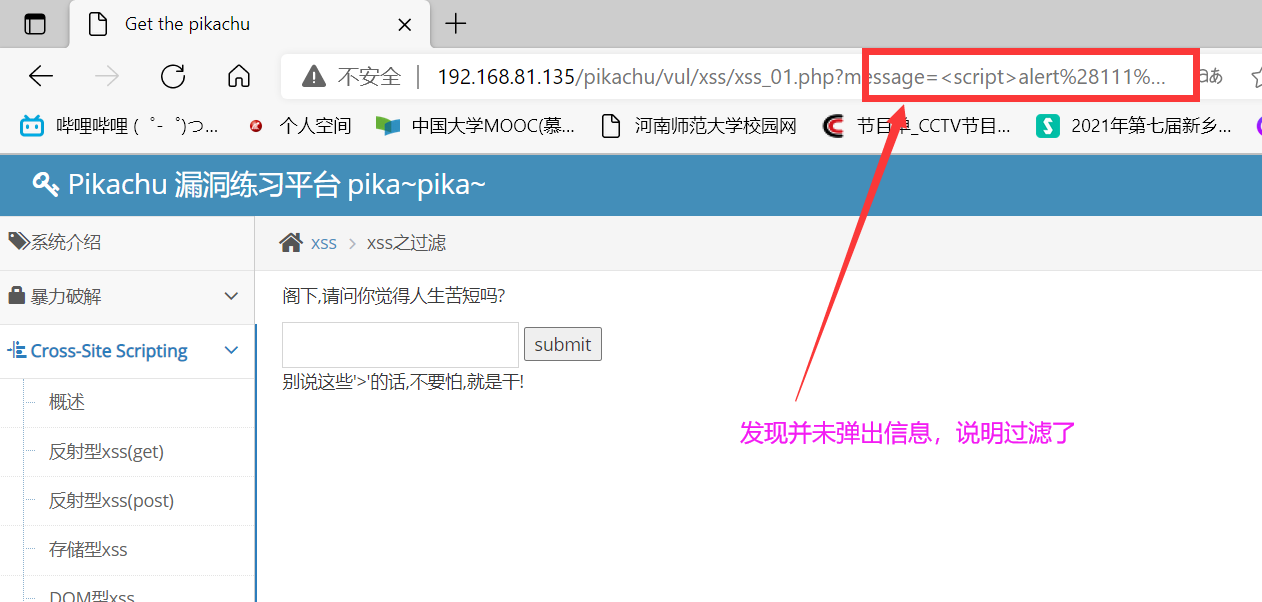 Get the pikachu
不安全 192.168.81.135/pikachu/vul/xss/xss_01.php?message=<script>alert%28111%... aあ
哔哩哔哩 (゜-゜)つ... 个人空间 中国大学MOOC(慕... 河南师范大学校园网 节目单_CCTV节目... 2021年第七届新乡...
Pikachu 漏洞练习平台 pika~pika~
系统介绍
xss > xss之过滤
暴力破解
阁下,请问你觉得人生苦短吗?
submit
Cross-Site Scripting
别说这些'>'的话,不要怕,就是干!
概述
发现并未弹出信息，说明过滤了
反射型xss(get)
反射型xss(post)
存储型xss
DOM型xss